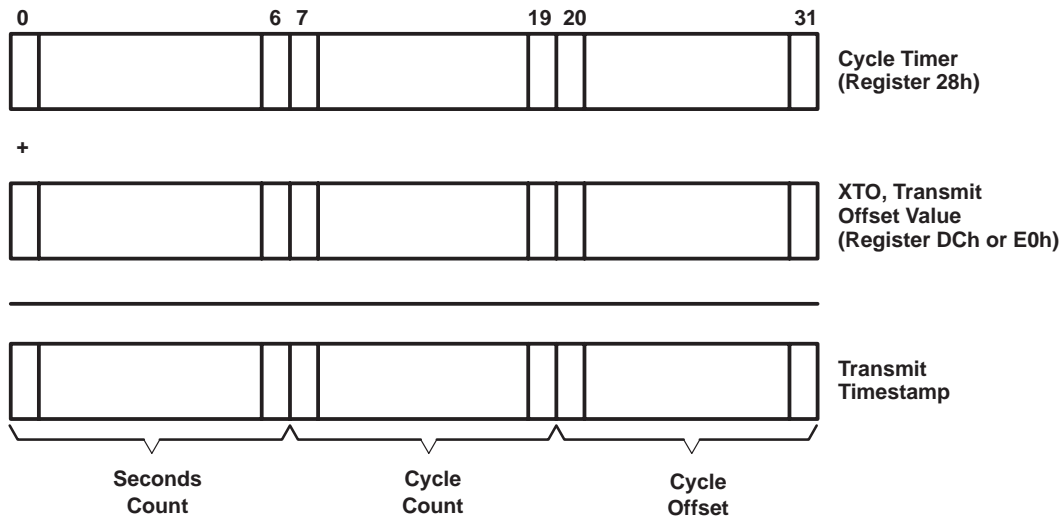 0 6 7 19 20 31
Cycle Timer
(Register 28h)
+
XTO, Transmit
Offset Value
(Register DCh or E0h)
Transmit
Timestamp
Seconds
Count
Cycle
Count
Cycle
Offset